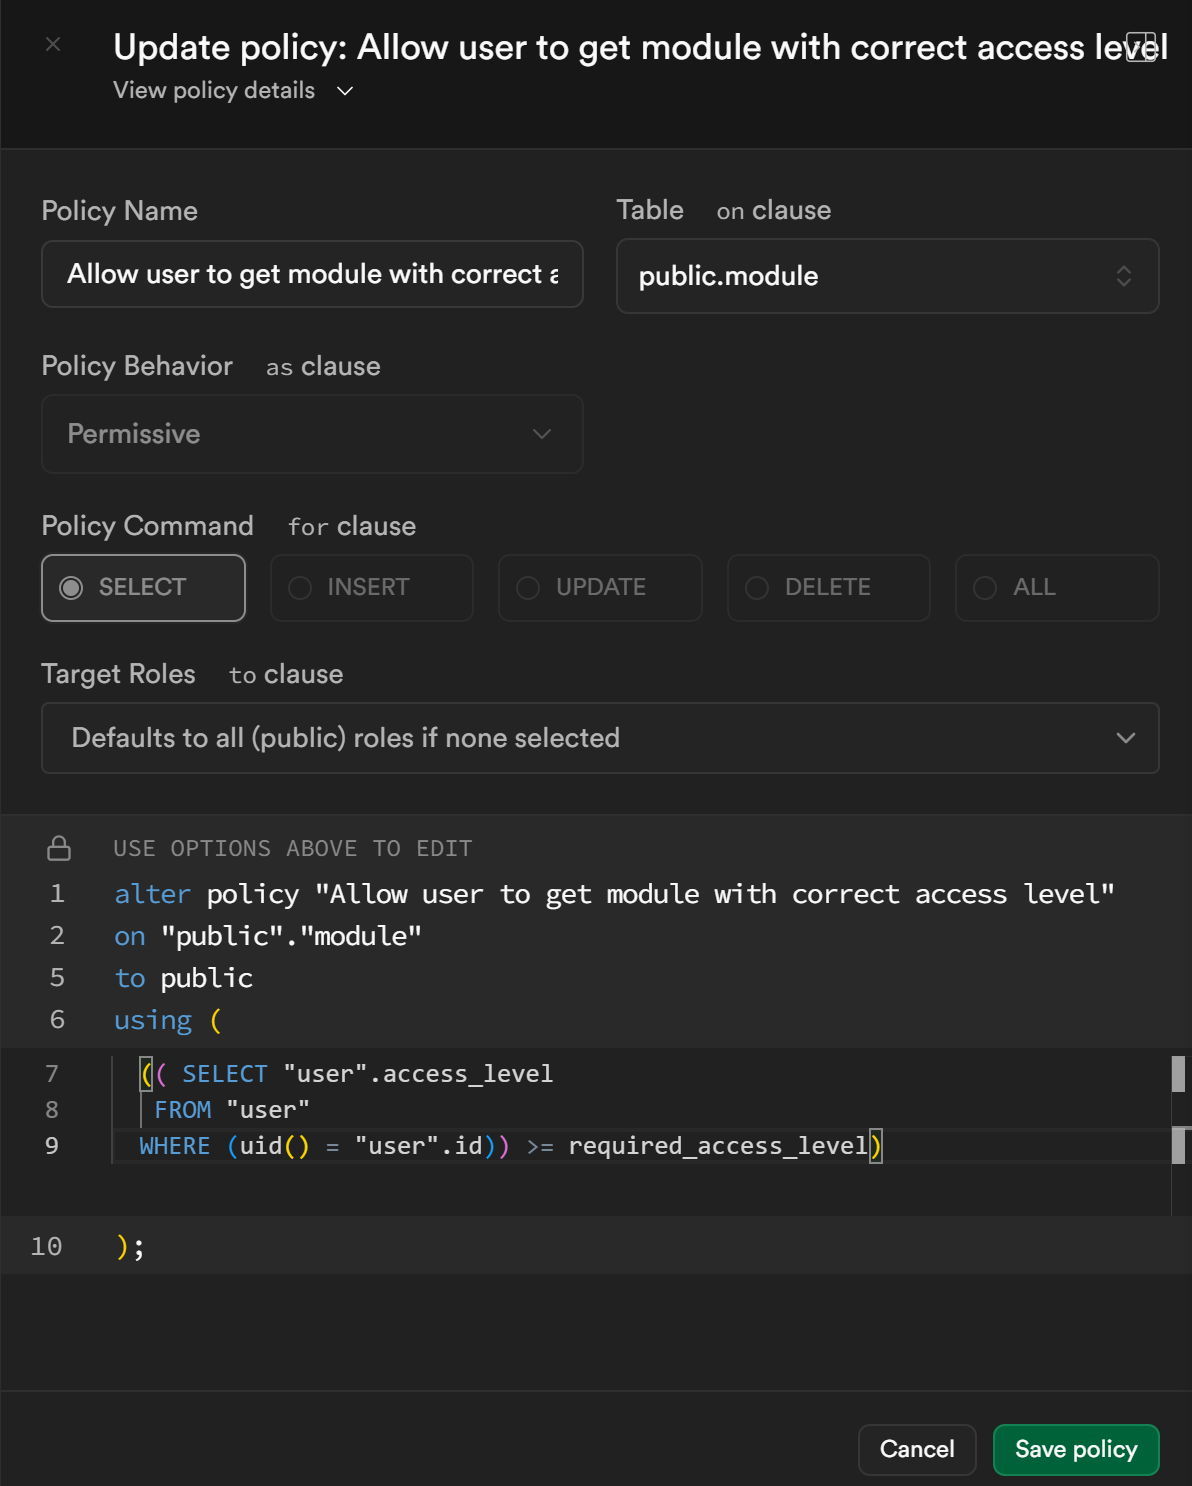 Update policy: Allow user to get module with correct access level
View policy details
Policy Name
Table on clause
Allow user to get module with correct
public.module
Policy Behavior as clause
Permissive
Policy Command for clause
SELECT INSERT UPDATE DELETE ALL
Target Roles to clause
Defaults to all (public) roles if none selected
USE OPTIONS ABOVE TO EDIT
1 alter policy "Allow user to get module with correct access level"
2 on "public"."module"
5 to public
6 using (
7 (( SELECT "user".access_level
8 FROM "user"
9 WHERE (uid() = "user".id)) >= required_access_level)
10 );
Cancel Save policy